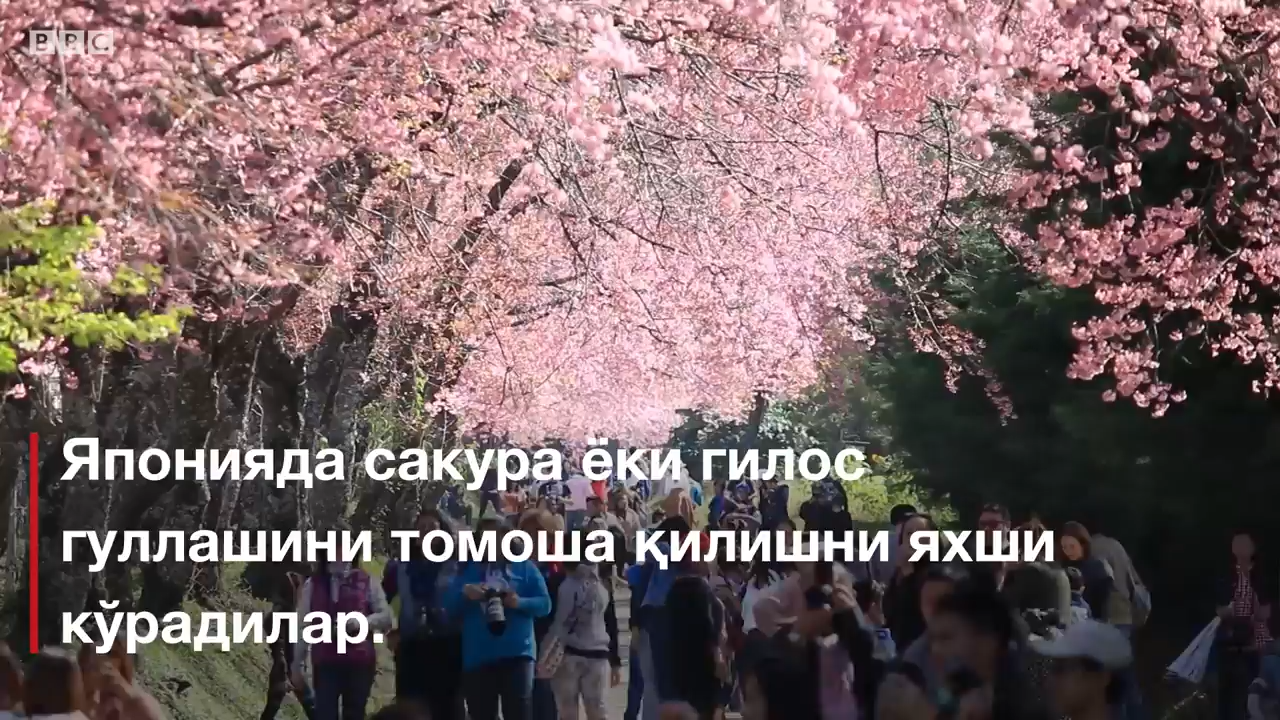 BBC
Японияда сакура ёки гилос
гуллашини томоша қилишни яхши
кўрадилар.